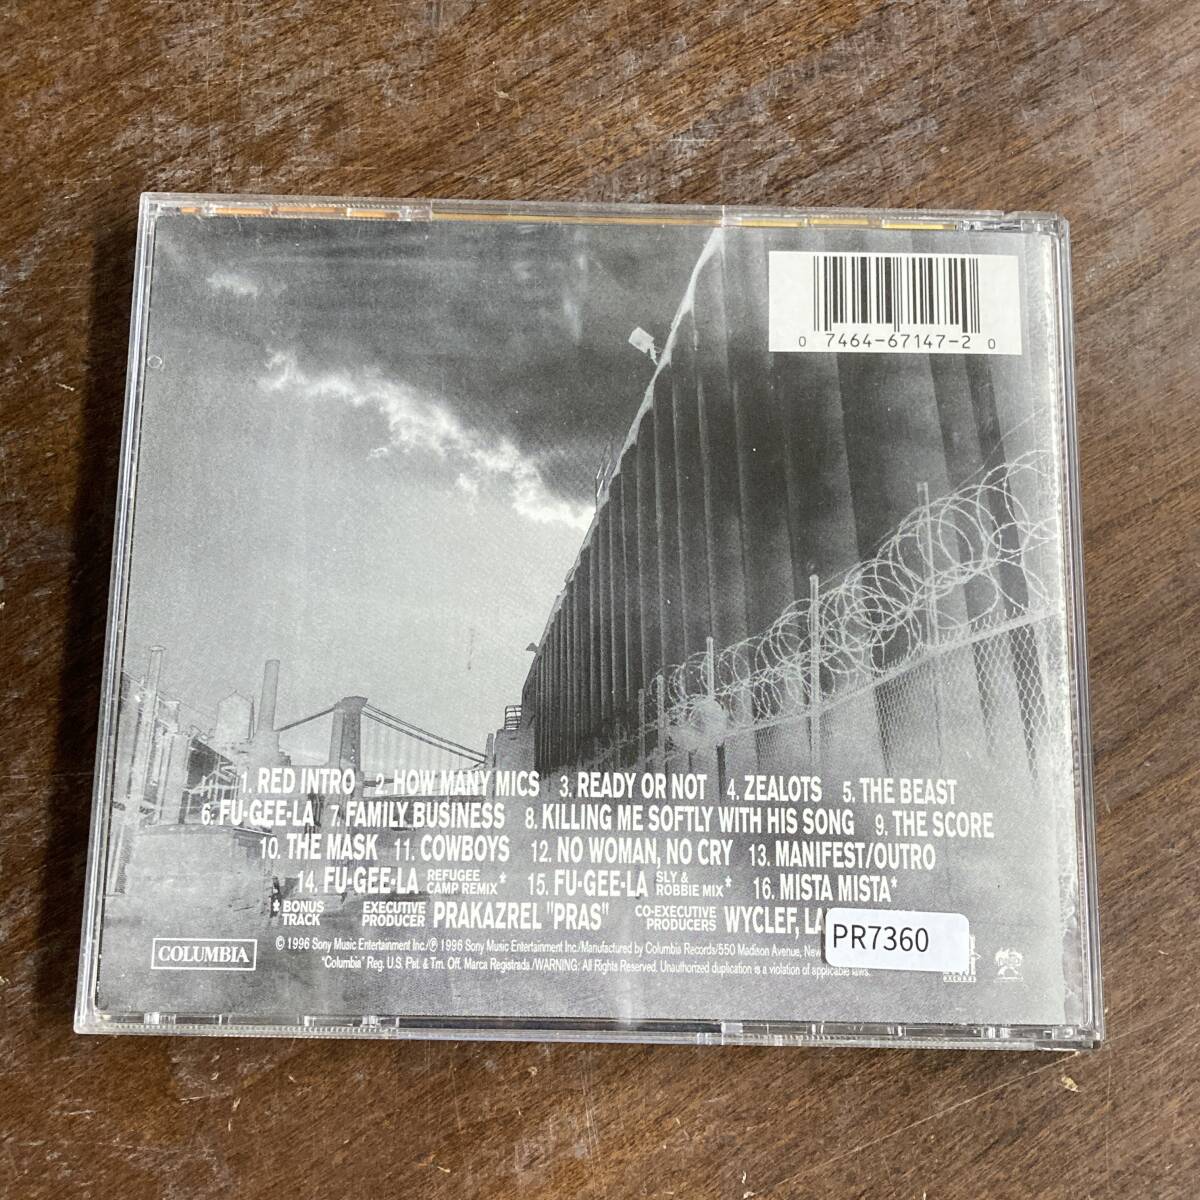 0 7464-67147-2 0
1. RED INTRO 2. HOW MANY MICS 3. READY OR NOT 4. ZEALOTS 5. THE BEAST
6. FU-GEE-LA 7. FAMILY BUSINESS 8. KILLING ME SOFTLY WITH HIS SONG 9. THE SCORE
10. THE MASK 11. COWBOYS 12. NO WOMAN, NO CRY 13. MANIFEST/OUTRO
14. FU-GEE-LA REFUGEE CAMP REMIX* 15. FU-GEE-LA SLY & ROBBIE MIX* 16. MISTA MISTA*
*BONUS TRACK EXECUTIVE PRODUCER PRAKAZREL "PRAS" CO-EXECUTIVE PRODUCERS WYCLEF,
PR7360
COLUMBIA
© 1996 Sony Music Entertainment Inc./℗ 1996 Sony Music Entertainment Inc./Manufactured by Columbia Records/550 Madison Avenue, New
"Columbia" Reg. U.S. Pat. & Tm. Off. Marca Registrada./WARNING: All Rights Reserved. Unauthorized duplication is a violation of applicable laws.
RECORDS